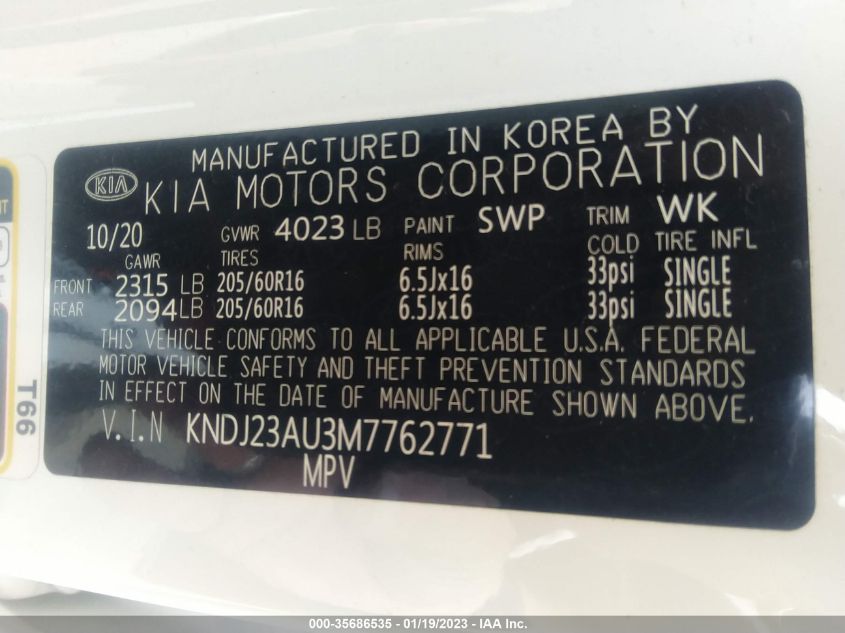 MANUFACTURED IN KOREA BY
KIA KIA MOTORS CORPORATION
10/20 GVWR 4023 LB PAINT SWP TRIM WK
GAWR TIRES RIMS COLD TIRE INFL
FRONT 2315 LB 205/60R16 6.5Jx16 33psi SINGLE
REAR 2094 LB 205/60R16 6.5Jx16 33psi SINGLE
THIS VEHICLE CONFORMS TO ALL APPLICABLE U.S.A. FEDERAL
MOTOR VEHICLE SAFETY AND THEFT PREVENTION STANDARDS
IN EFFECT ON THE DATE OF MANUFACTURE SHOWN ABOVE.
V.I.N KNDJ23AU3M7762771
MPV
T66
000-35686535 - 01/19/2023 - IAA Inc.